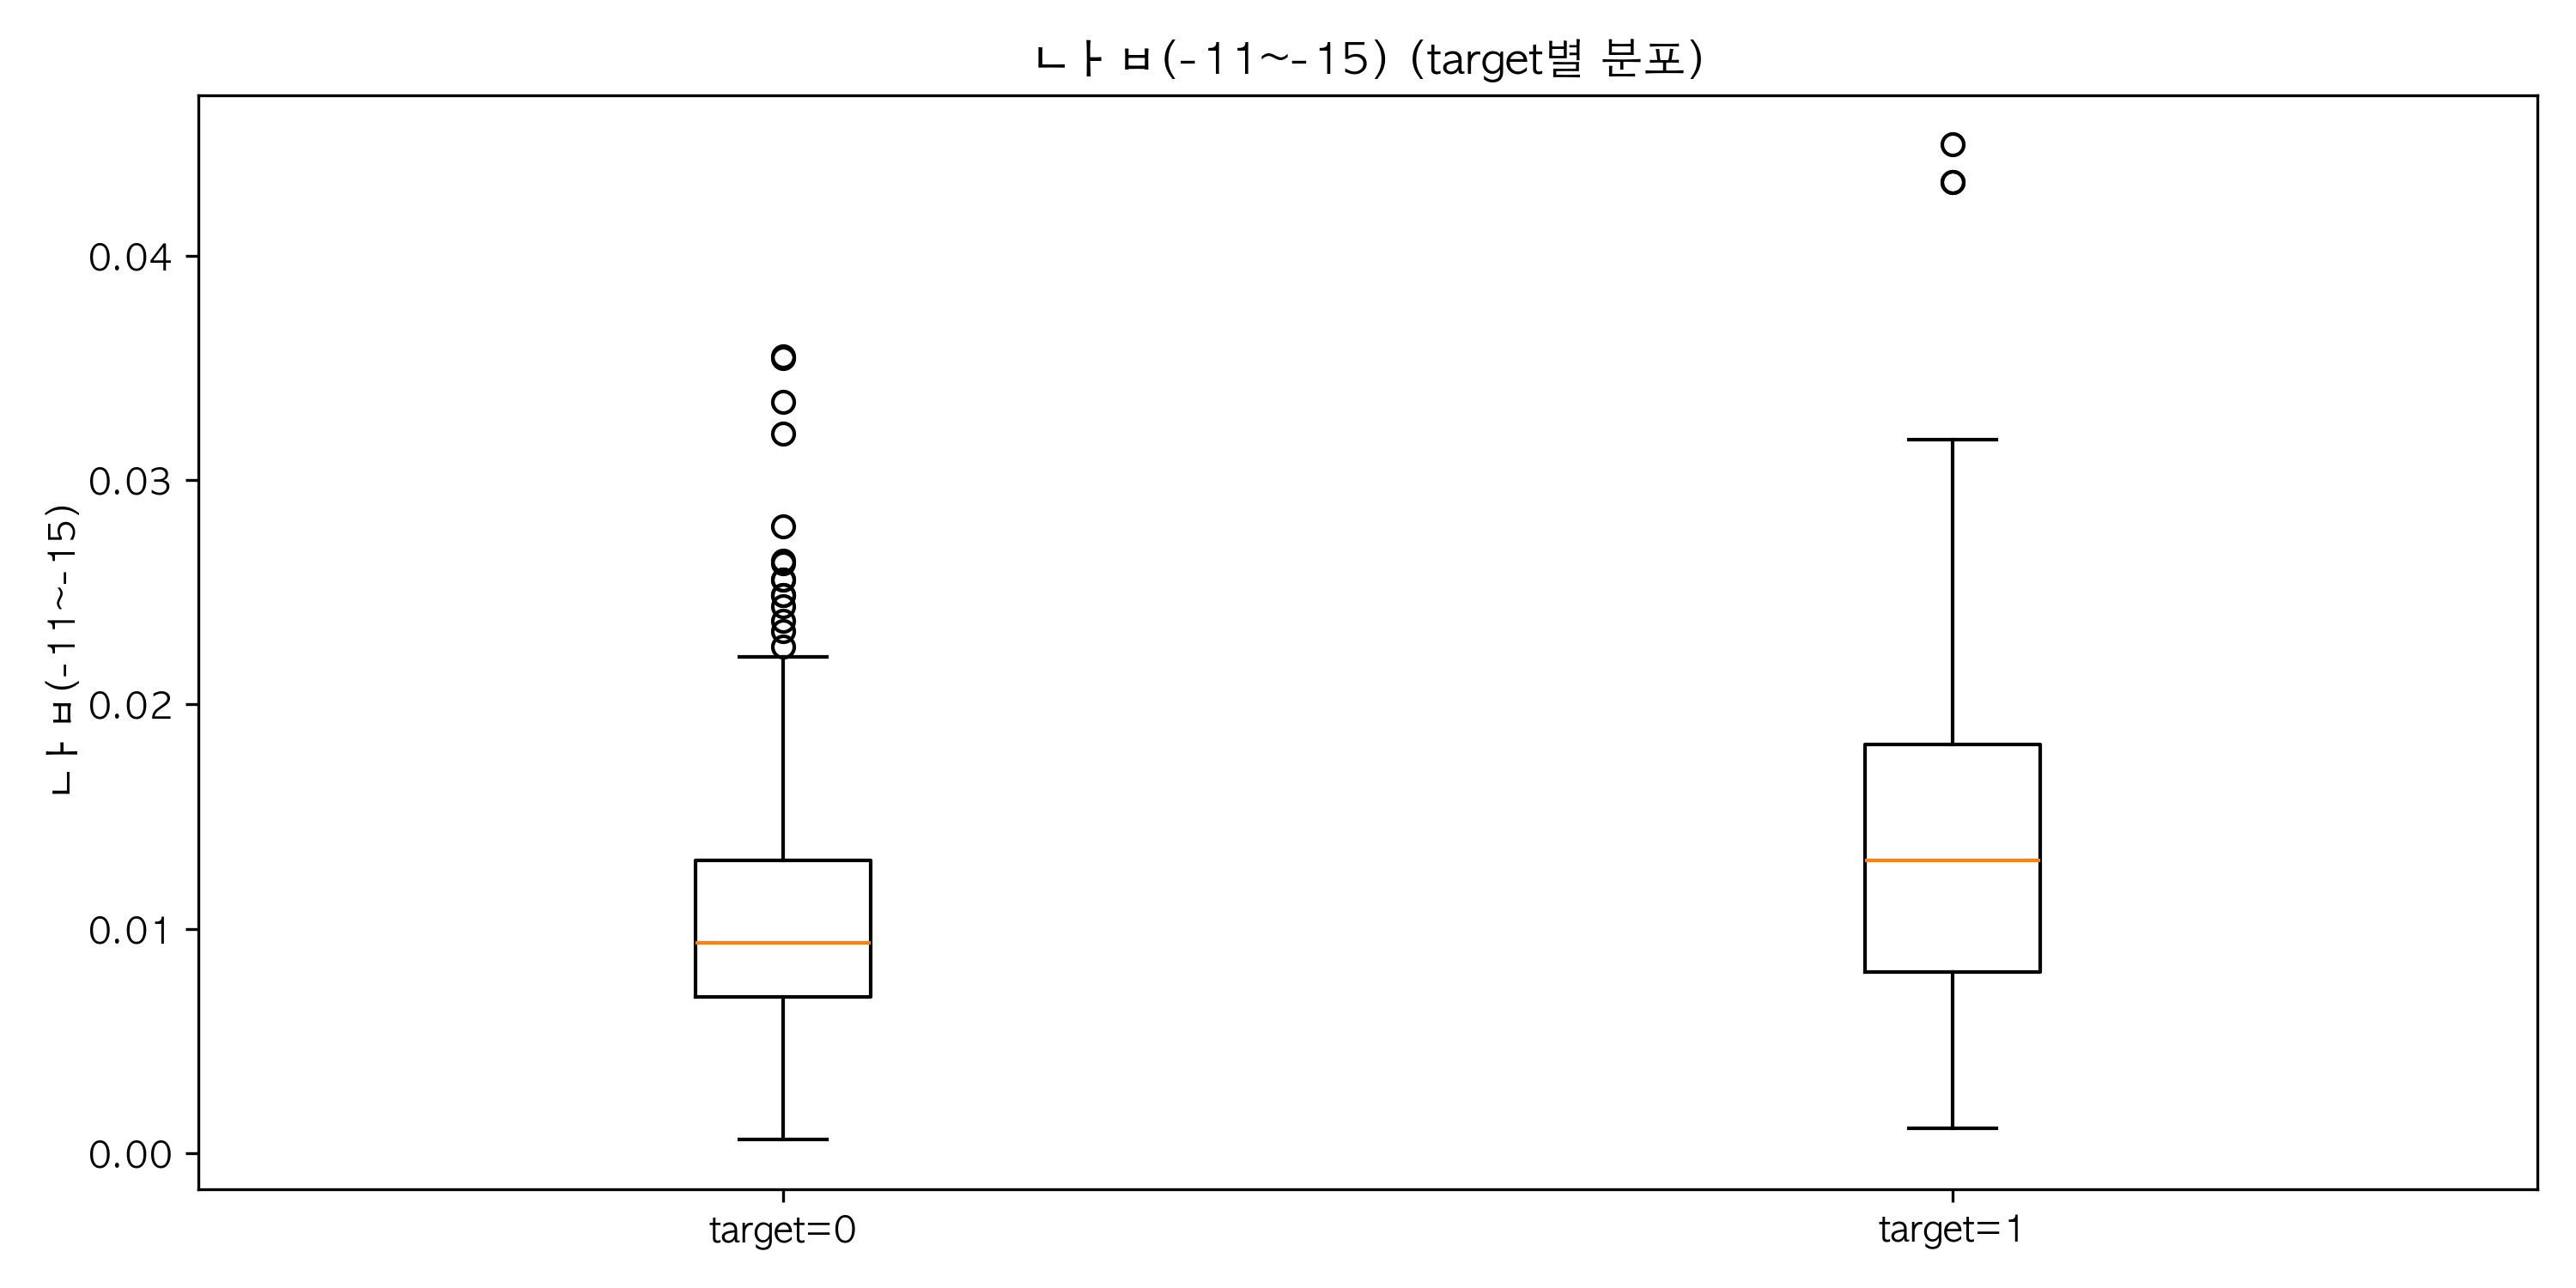 ㄴㅏㅂ(-11~-15) (target별 분포)
ㄴㅏㅂ(-11~-15)
0.04
0.03
0.02
0.01
0.00
target=0
target=1